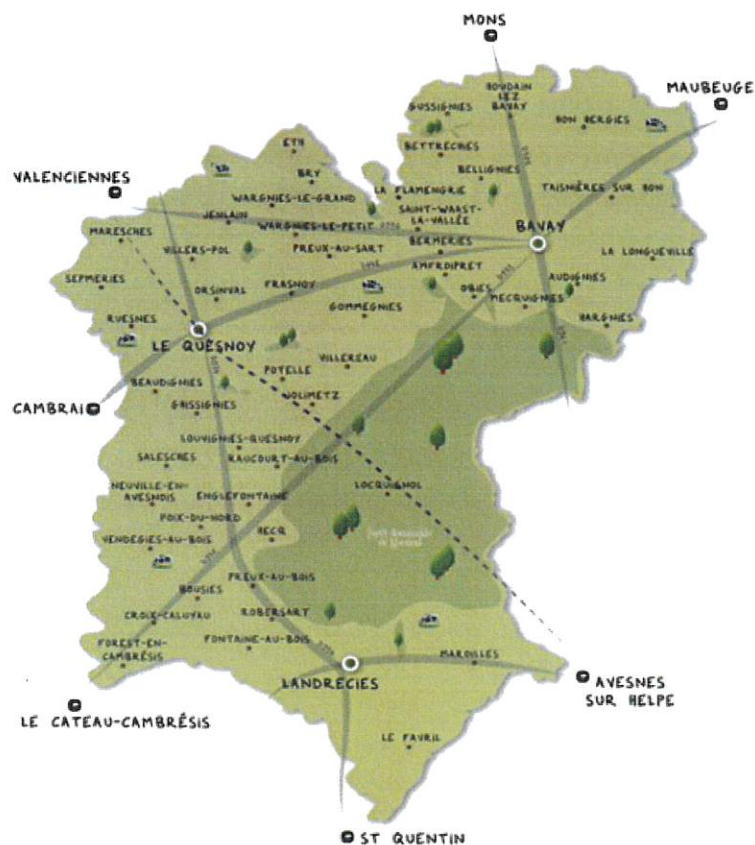 MONS
MAUBEUGE
HOUDAIN
LEZ
BAVAY
GUSSIGNIES
HON HERGIES
ETH
BETTRECHIES
BRY
BELLIGNIES
VALENCIENNES
LA FLAMENGRIE
TAISNIÈRES SUR HON
WARGNIES-LE-GRAND
SAINT-WAAST-
LA-VALLÉE
JENLAIN
WARGNIES-LE-PETIT
MARESCHES
BAVAY
BERMERIES
VILLERS-POL
PREUX-AU-SART
LA LONGUEVILLE
AMFROIPRET
SEPMERIES
AUDIGNIES
ORSINVAL
FRASNOY
OBIES
MECQUIGNIES
GOMMEGNIES
RUESNES
HARGNIES
LE QUESNOY
VILLEREAU
POTELLE
BEAUDIGNIES
JOLIMETZ
CAMBRAI
GHISSIGNIES
LOUVIGNIES-QUESNOY
SALESCHES
RAUCOURT-AU-BOIS
NEUVILLE-EN-
AVESNOIS
ENGLEFONTAINE
LOCQUIGNOL
POIX-DU-NORD
HECQ
VENDEGIES-AU-BOIS
PREUX-AU-BOIS
BOUSIES
CROIX-CALUYAU
ROBERSART
FOREST-EN-
CAMBRÉSIS
FONTAINE-AU-BOIS
MAROILLES
LANDRECIES
AVESNES
SUR HELPE
LE CATEAU-CAMBRÉSIS
LE FAVRIL
ST QUENTIN